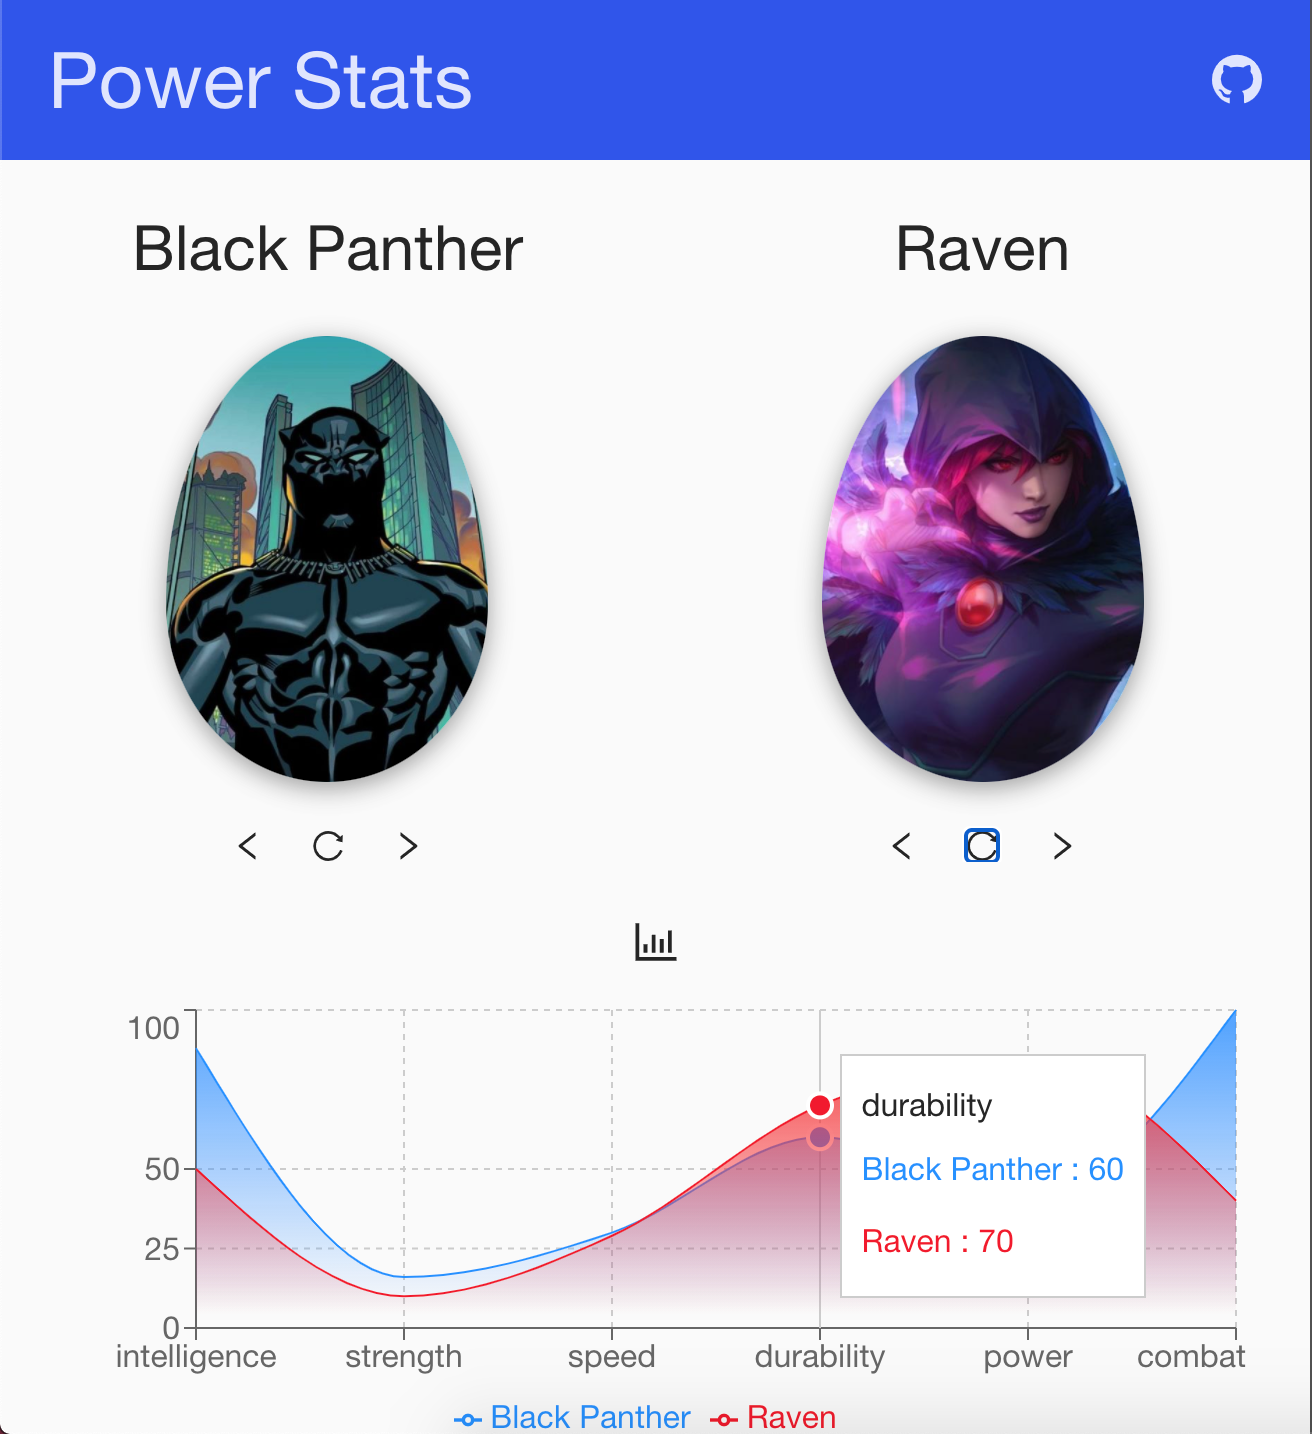 Power Stats
Black Panther
Raven
100
50
25
0
durability
Black Panther : 60
Raven : 70
intelligence strength speed durability power combat
Black Panther Raven